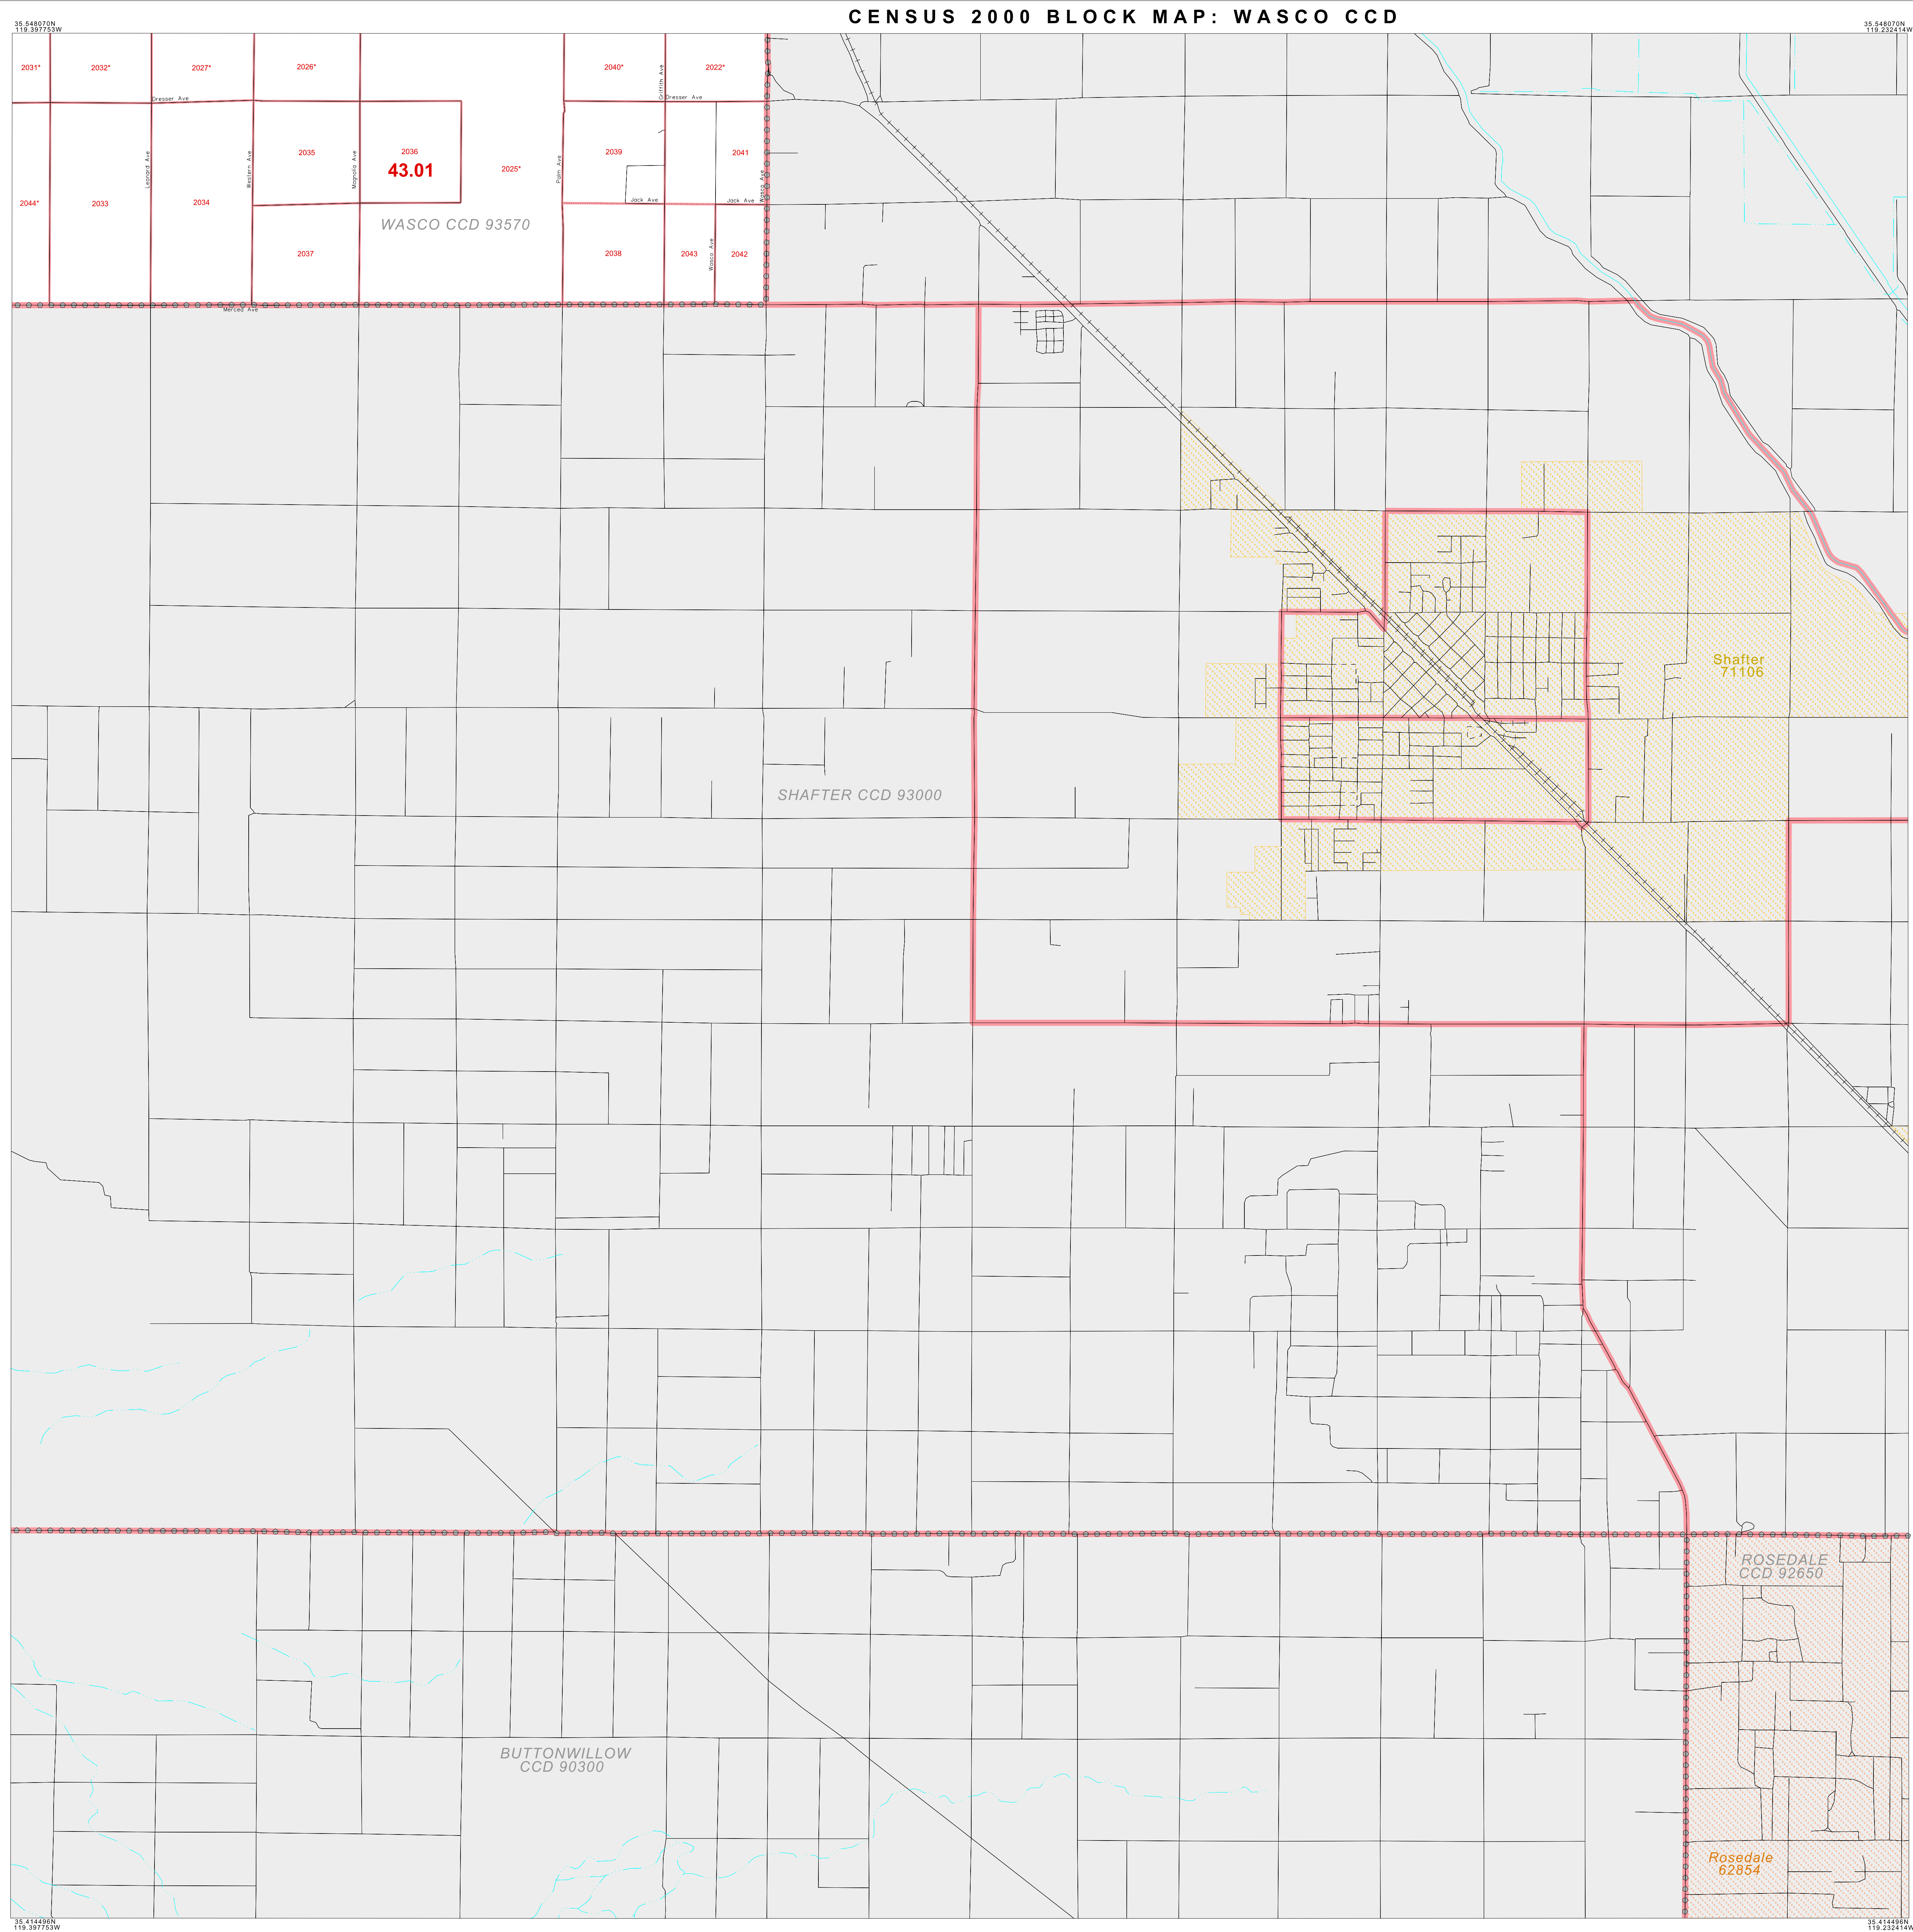 CENSUS 2000 BLOCK MAP: WASCO CCD
35.548070N
119.397753W
35.548070N
119.232414W
2031*
2032*
2027*
2026*
2040*
Griffith Ave
2022*
Dresser Ave
Dresser Ave
Leonard Ave
Western Ave
2035
Magnolia Ave
2036
43.01
2025*
Palm Ave
2039
2041
Wasco Ave
2044*
2033
2034
Jack Ave
Jack Ave
WASCO CCD 93570
2037
2038
2043
Wasco Ave
2042
Merced Ave
Shafter
71106
SHAFTER CCD 93000
ROSEDALE
CCD 92650
BUTTONWILLOW
CCD 90300
Rosedale
62854
35.414496N
119.397753W
35.414496N
119.232414W